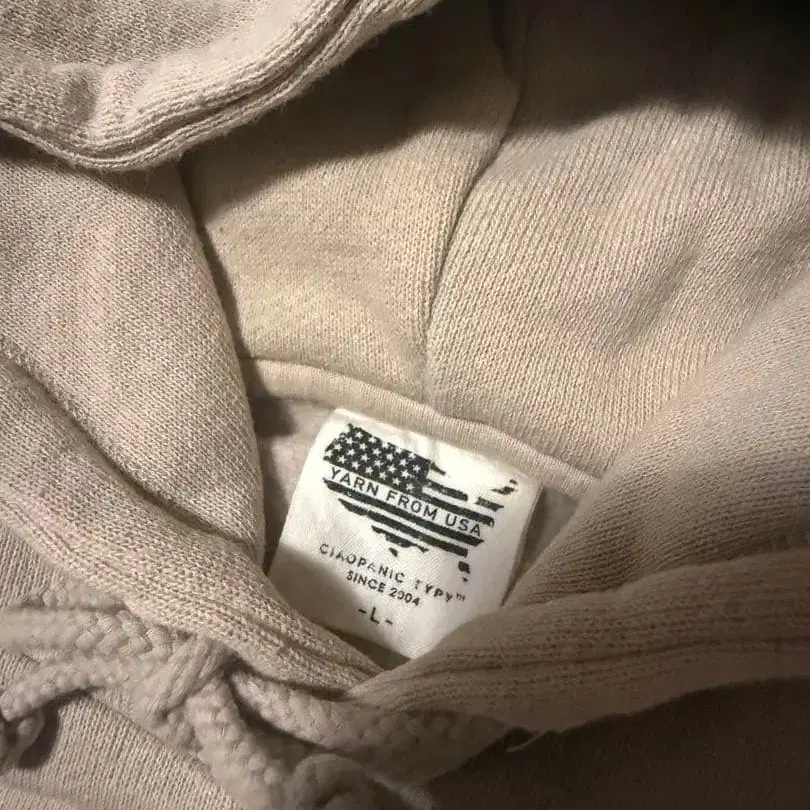 YARN FROM USA
CIAOPANIC TYPY™
SINCE 2004
-L-